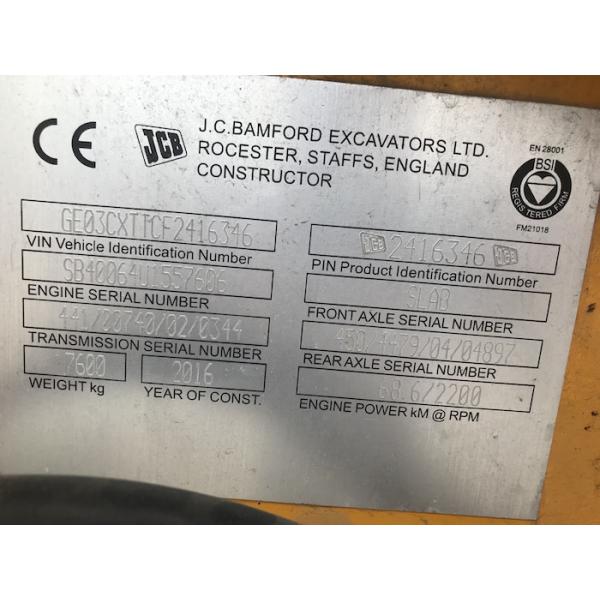 CE JCB J.C.BAMFORD EXCAVATORS LTD.
ROCESTER, STAFFS, ENGLAND
CONSTRUCTOR
EN 28001
BSI
REGISTERED FIRM
FM21018
GE03CXTTCF2416346
VIN Vehicle Identification Number
SB40064U1557606
ENGINE SERIAL NUMBER
441/20740/02/0344
TRANSMISSION SERIAL NUMBER
7600
WEIGHT kg
2016
YEAR OF CONST.
JCB 2416346 JCB
PIN Product Identification Number
SLAB
FRONT AXLE SERIAL NUMBER
450/4479/04/04897
REAR AXLE SERIAL NUMBER
68.6/2200
ENGINE POWER kM @ RPM